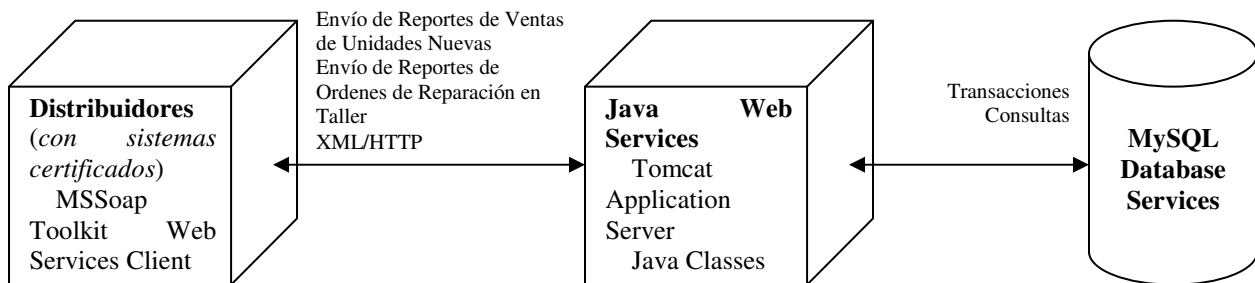 Distribuidores
(con sistemas
certificados)
MSSoap
Toolkit Web
Services Client
Envío de Reportes de Ventas
de Unidades Nuevas
Envío de Reportes de
Ordenes de Reparación en
Taller
XML/HTTP
Java Web
Services
Tomcat
Application
Server
Java Classes
Transacciones
Consultas
MySQL
Database
Services